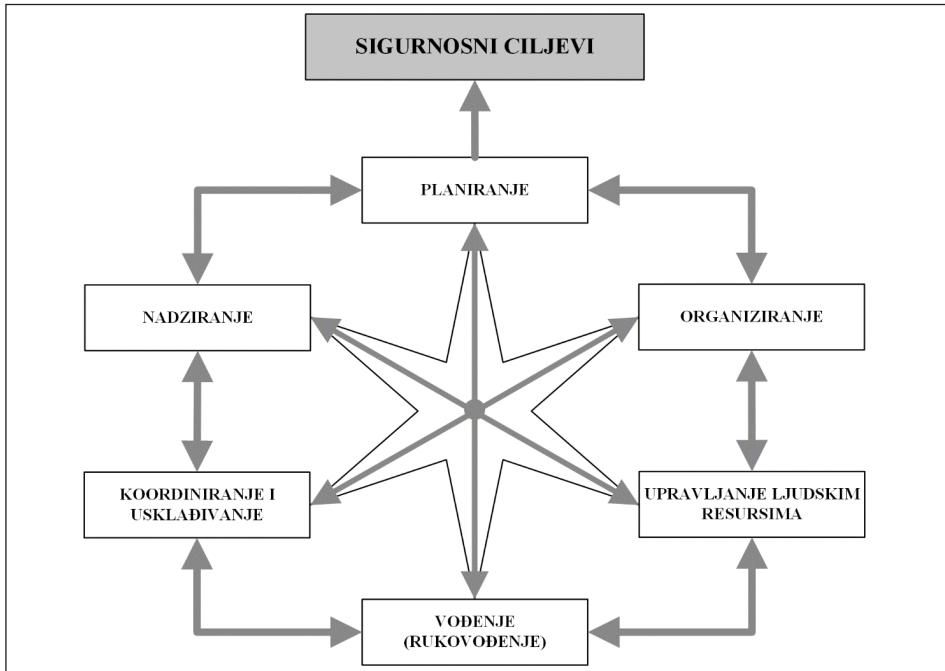 SIGURNOSNI CILJEVI
PLANIRANJE
NADZIRANJE
ORGANIZIRANJE
KOORDINIRANJE I
USKLAĐIVANJE
UPRAVLJANJE LJUDSKIM
RESURSIMA
VOĐENJE
(RUKOVOĐENJE)